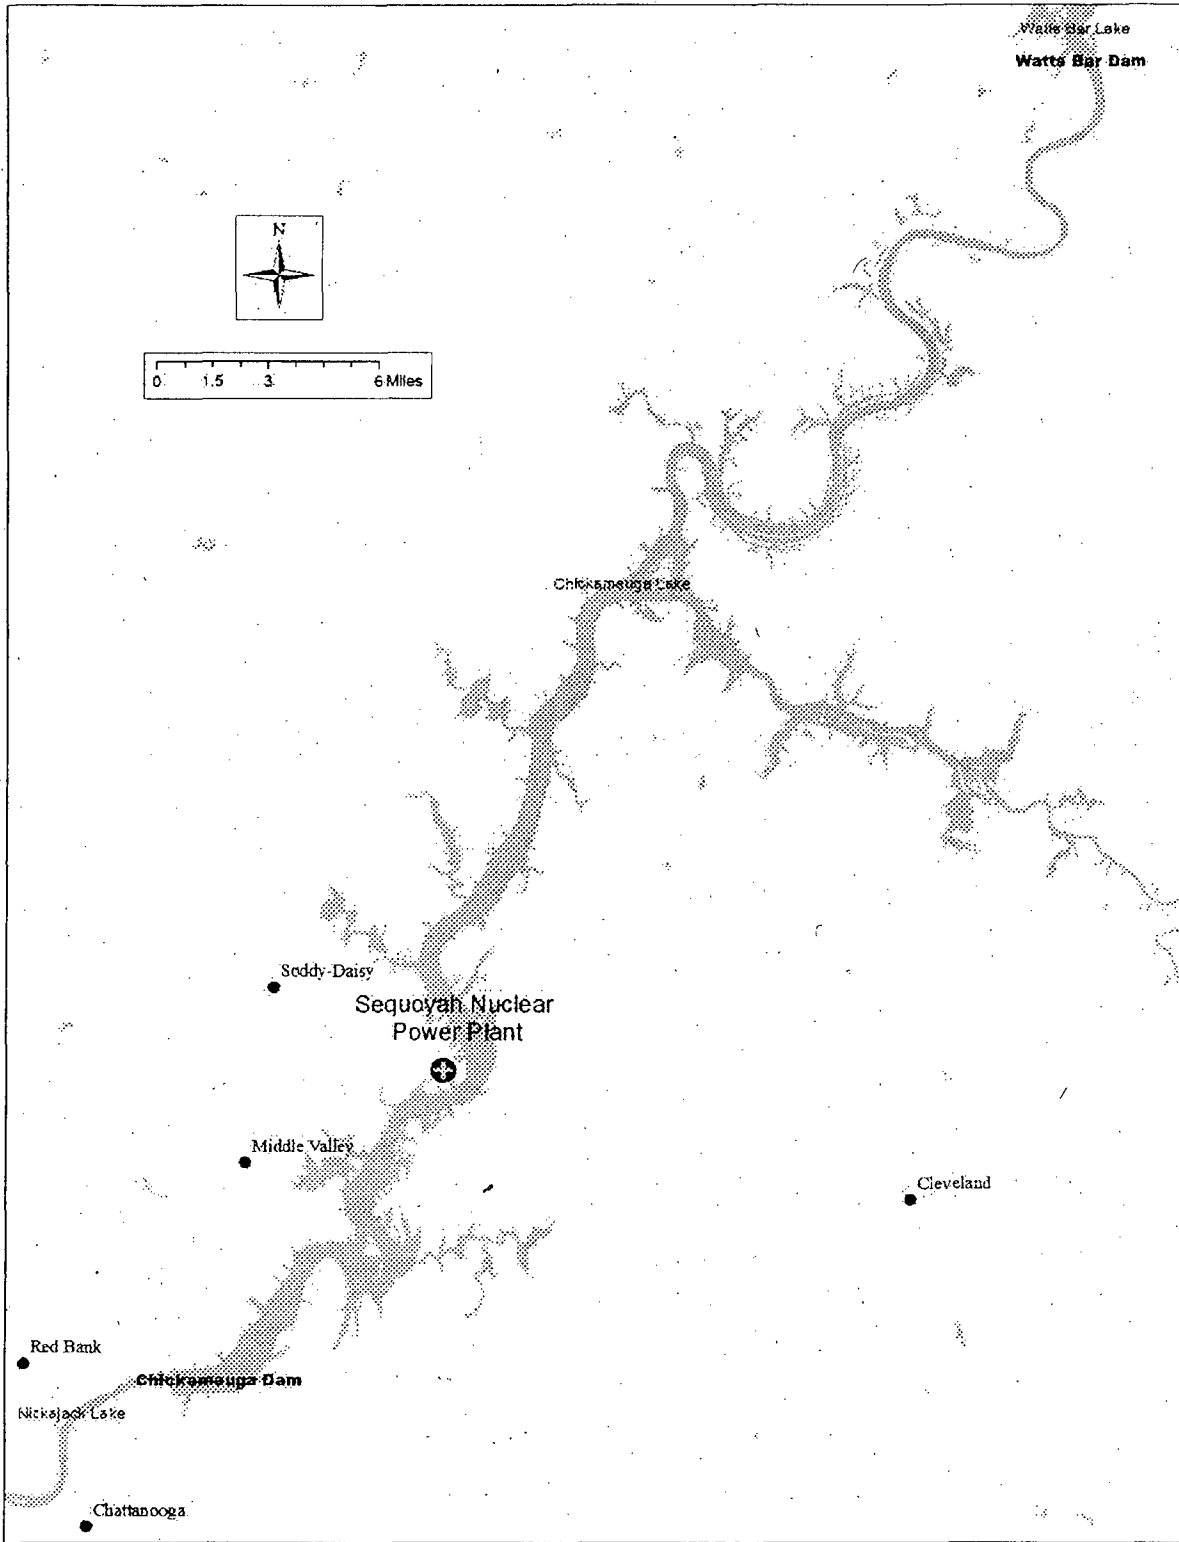 Watts Bar Lake
Watts Bar Dam
N
0 1.5 3 6 Miles
Chickamauga Lake
Soddy-Daisy
Sequoyah Nuclear
Power Plant
Middle Valley
Cleveland
Red Bank
Chickamauga Dam
Nickajack Lake
Chattanooga